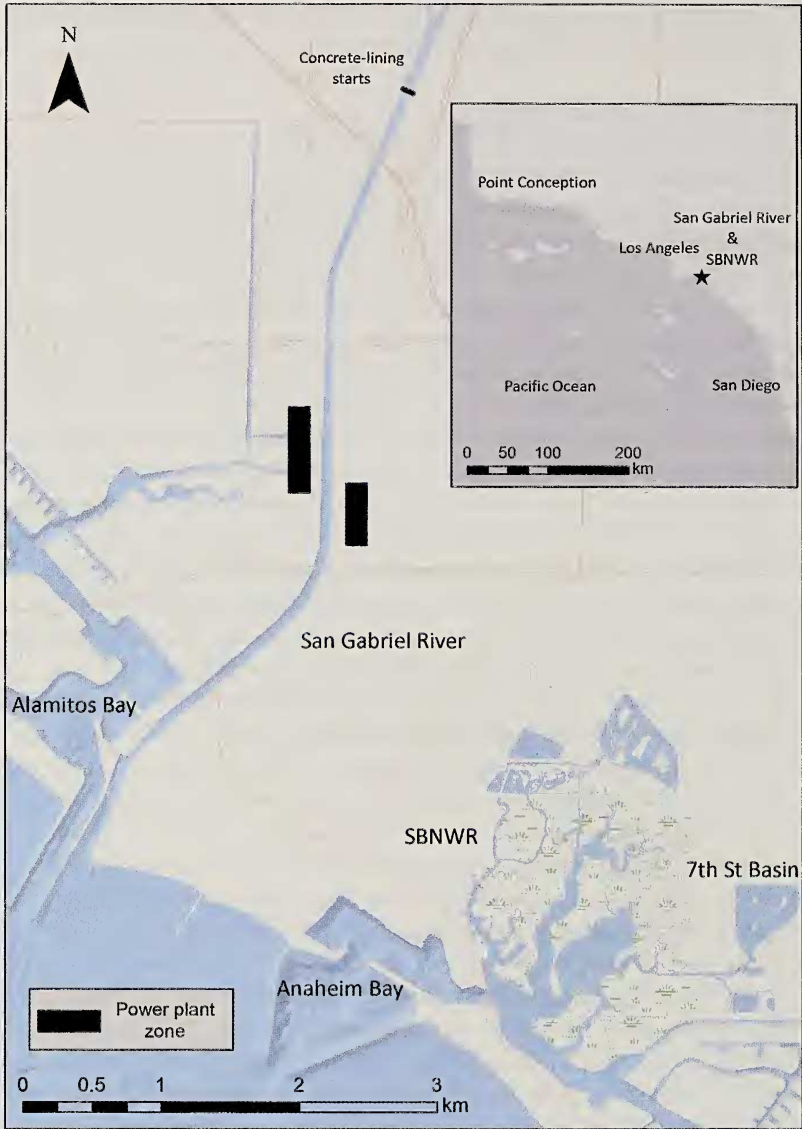 N
Concrete-lining
starts
Point Conception
San Gabriel River
&
Los Angeles
SBNWR
Pacific Ocean
San Diego
0 50 100 200
km
San Gabriel River
Alamitos Bay
SBNWR
7th St Basin
Anaheim Bay
Power plant
zone
0 0.5 1 2 3
km